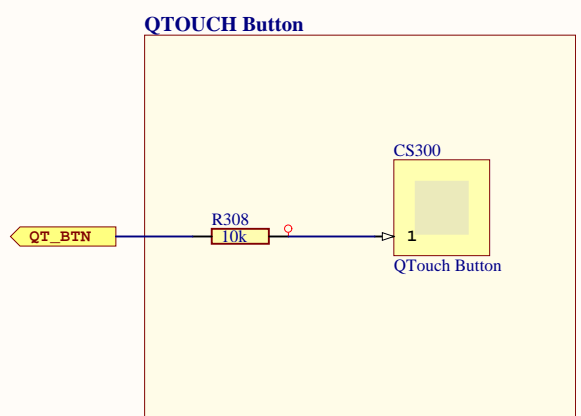 QTOUCH Button
CS300
R308
QT_BTN
10k
1
QTouch Button